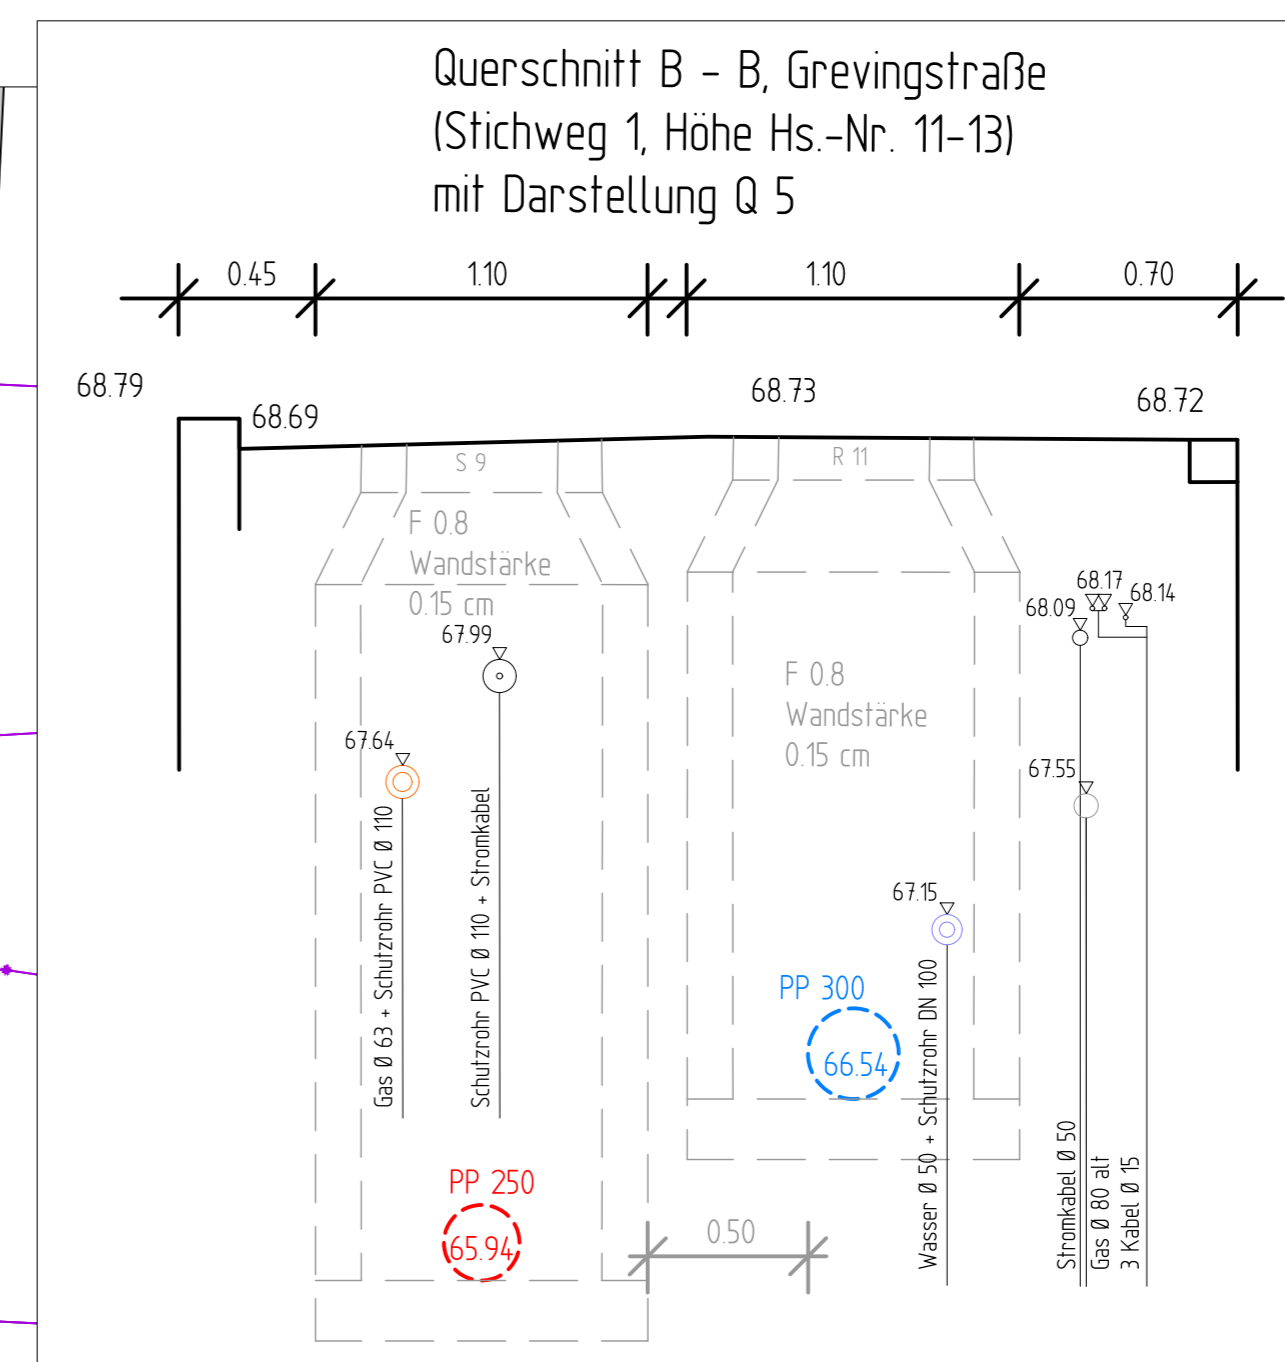 Querschnitt B - B, Grevingstraße
(Stichweg 1, Höhe Hs.-Nr. 11-13)
mit Darstellung Q 5
0.45
1.10
1.10
0.70
68.79
68.69
68.73
68.72
S 9
R 11
F 0.8
Wandstärke
0.15 cm
67.99
67.64
F 0.8
Wandstärke
0.15 cm
68.17
68.14
68.09
67.55
67.15
Gas Ø 63 + Schutzrohr PVC Ø 110
Schutzrohr PVC Ø 110 + Stromkabel
PP 300
66.54
PP 250
65.94
0.50
Wasser Ø 50 + Schutzrohr DN 100
Stromkabel Ø 50
Gas Ø 80 alt
3 Kabel Ø 15